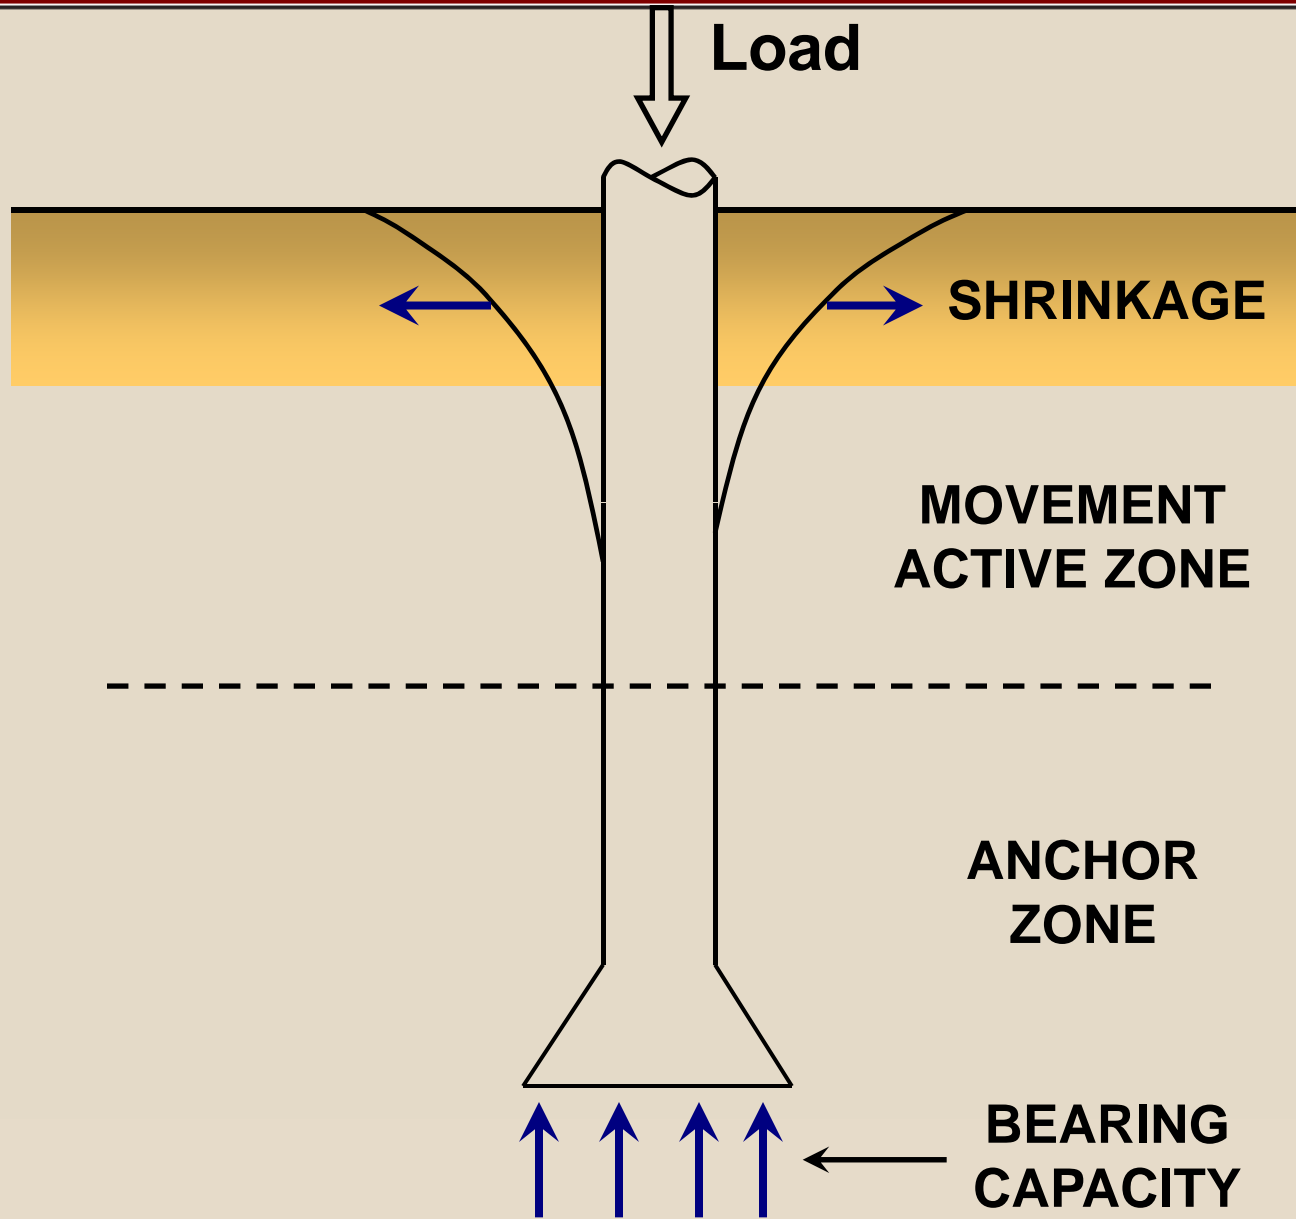 Load
SHRINKAGE
MOVEMENT
ACTIVE ZONE
ANCHOR
ZONE
BEARING
CAPACITY